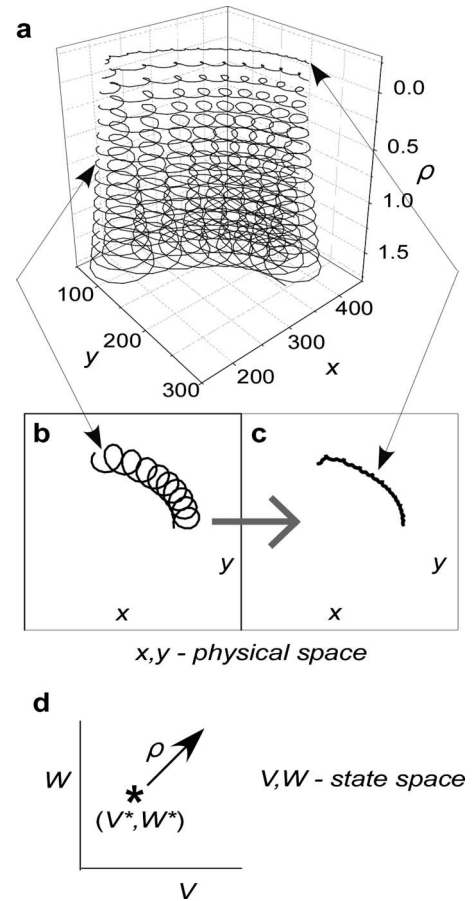 a
0.0
0.5
ρ
1.0
1.5
100
200
300
y
400
300
200
x
b
c
y
x
y
x
x,y - physical space
d
W
ρ
*
(V*,W*)
V
V,W - state space